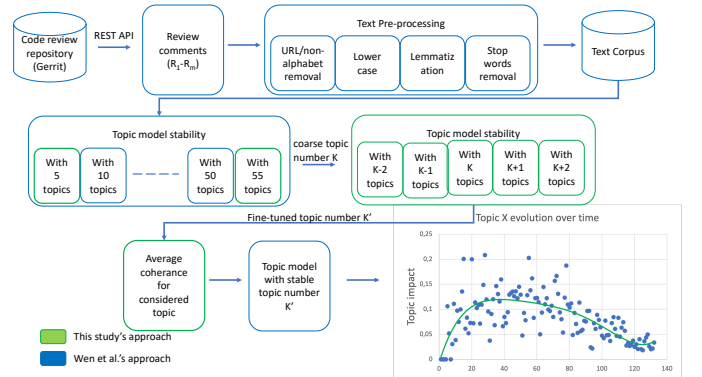 Code review
repository
(Gerrit)
REST API
Review
comments
(R1-Rm)
Text Pre-processing
URL/non-
alphabet
removal
Lower
case
Lemmatiz
ation
Stop
words
removal
Text Corpus
Topic model stability
With
5
topics
With
10
topics
With
50
topics
With
55
topics
coarse topic
number K
Topic model stability
With
K-2
topics
With
K-1
topics
With
K
topics
With
K+1
topics
With
K+2
topics
Fine-tuned topic number K'
Average
coherance
for
considered
topic
Topic model
with stable
topic number
K'
Topic X evolution over time
Topic impact
0,25
0,2
0,15
0,1
0,05
0
0 20 40 60 80 100 120 140
This study's approach
Wen et al.'s approach